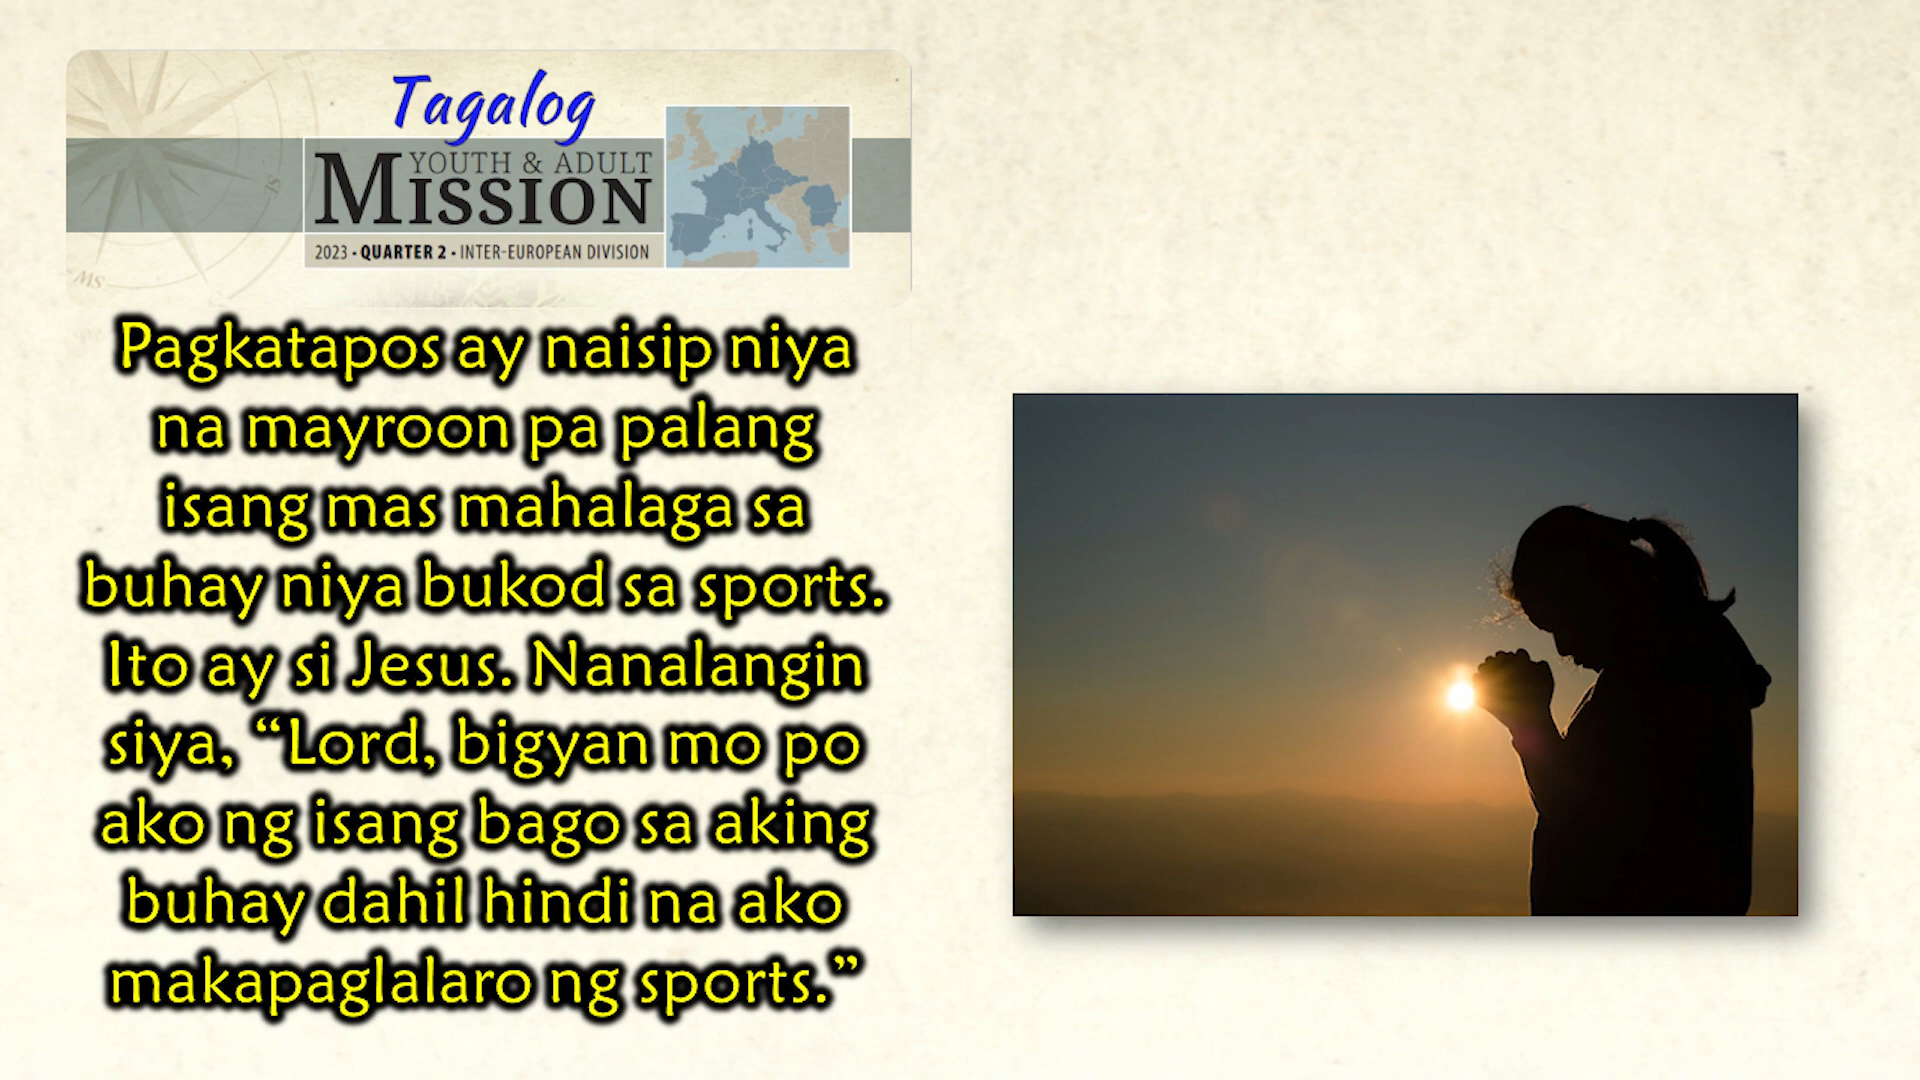 Tagalog
YOUTH & ADULT
MISSION
2023 • QUARTER 2 • INTER-EUROPEAN DIVISION
MS
Pagkatapos ay naisip niya
na mayroon pa palang
isang mas mahalaga sa
buhay niya bukod sa sports.
Ito ay si Jesus. Nanalangin
siya, “Lord, bigyan mo po
ako ng isang bago sa aking
buhay dahil hindi na ako
makapaglalaro ng sports.”